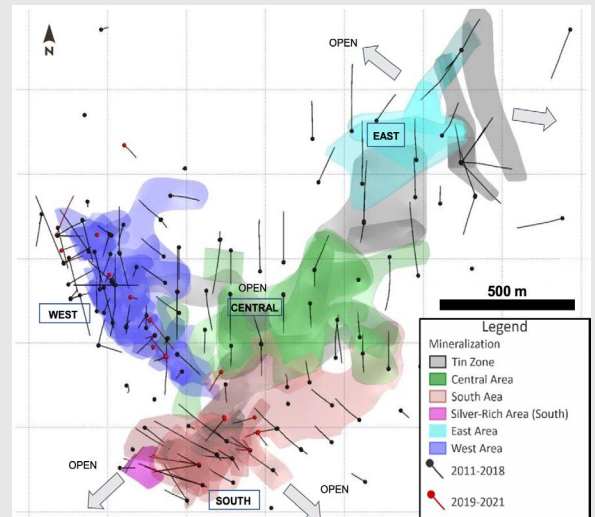 N
OPEN
EAST
OPEN
WEST
CENTRAL
500 m
Legend
Mineralization
Tin Zone
Central Area
South Aea
Silver-Rich Area (South)
East Area
West Area
2011-2018
2019-2021
OPEN
OPEN
SOUTH